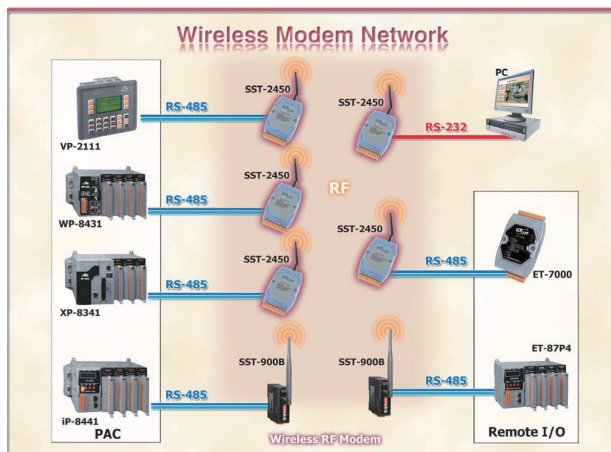 Wireless Modem Network
SST-2450
SST-2450
PC
RS-485
RS-232
VP-2111
SST-2450
RF
WP-8431
RS-485
SST-2450
SST-2450
RS-485
RS-485
XP-8341
ET-7000
SST-900B
SST-900B
ET-87P4
RS-485
RS-485
iP-8441
PAC
Wireless RF Modem
Remote I/O